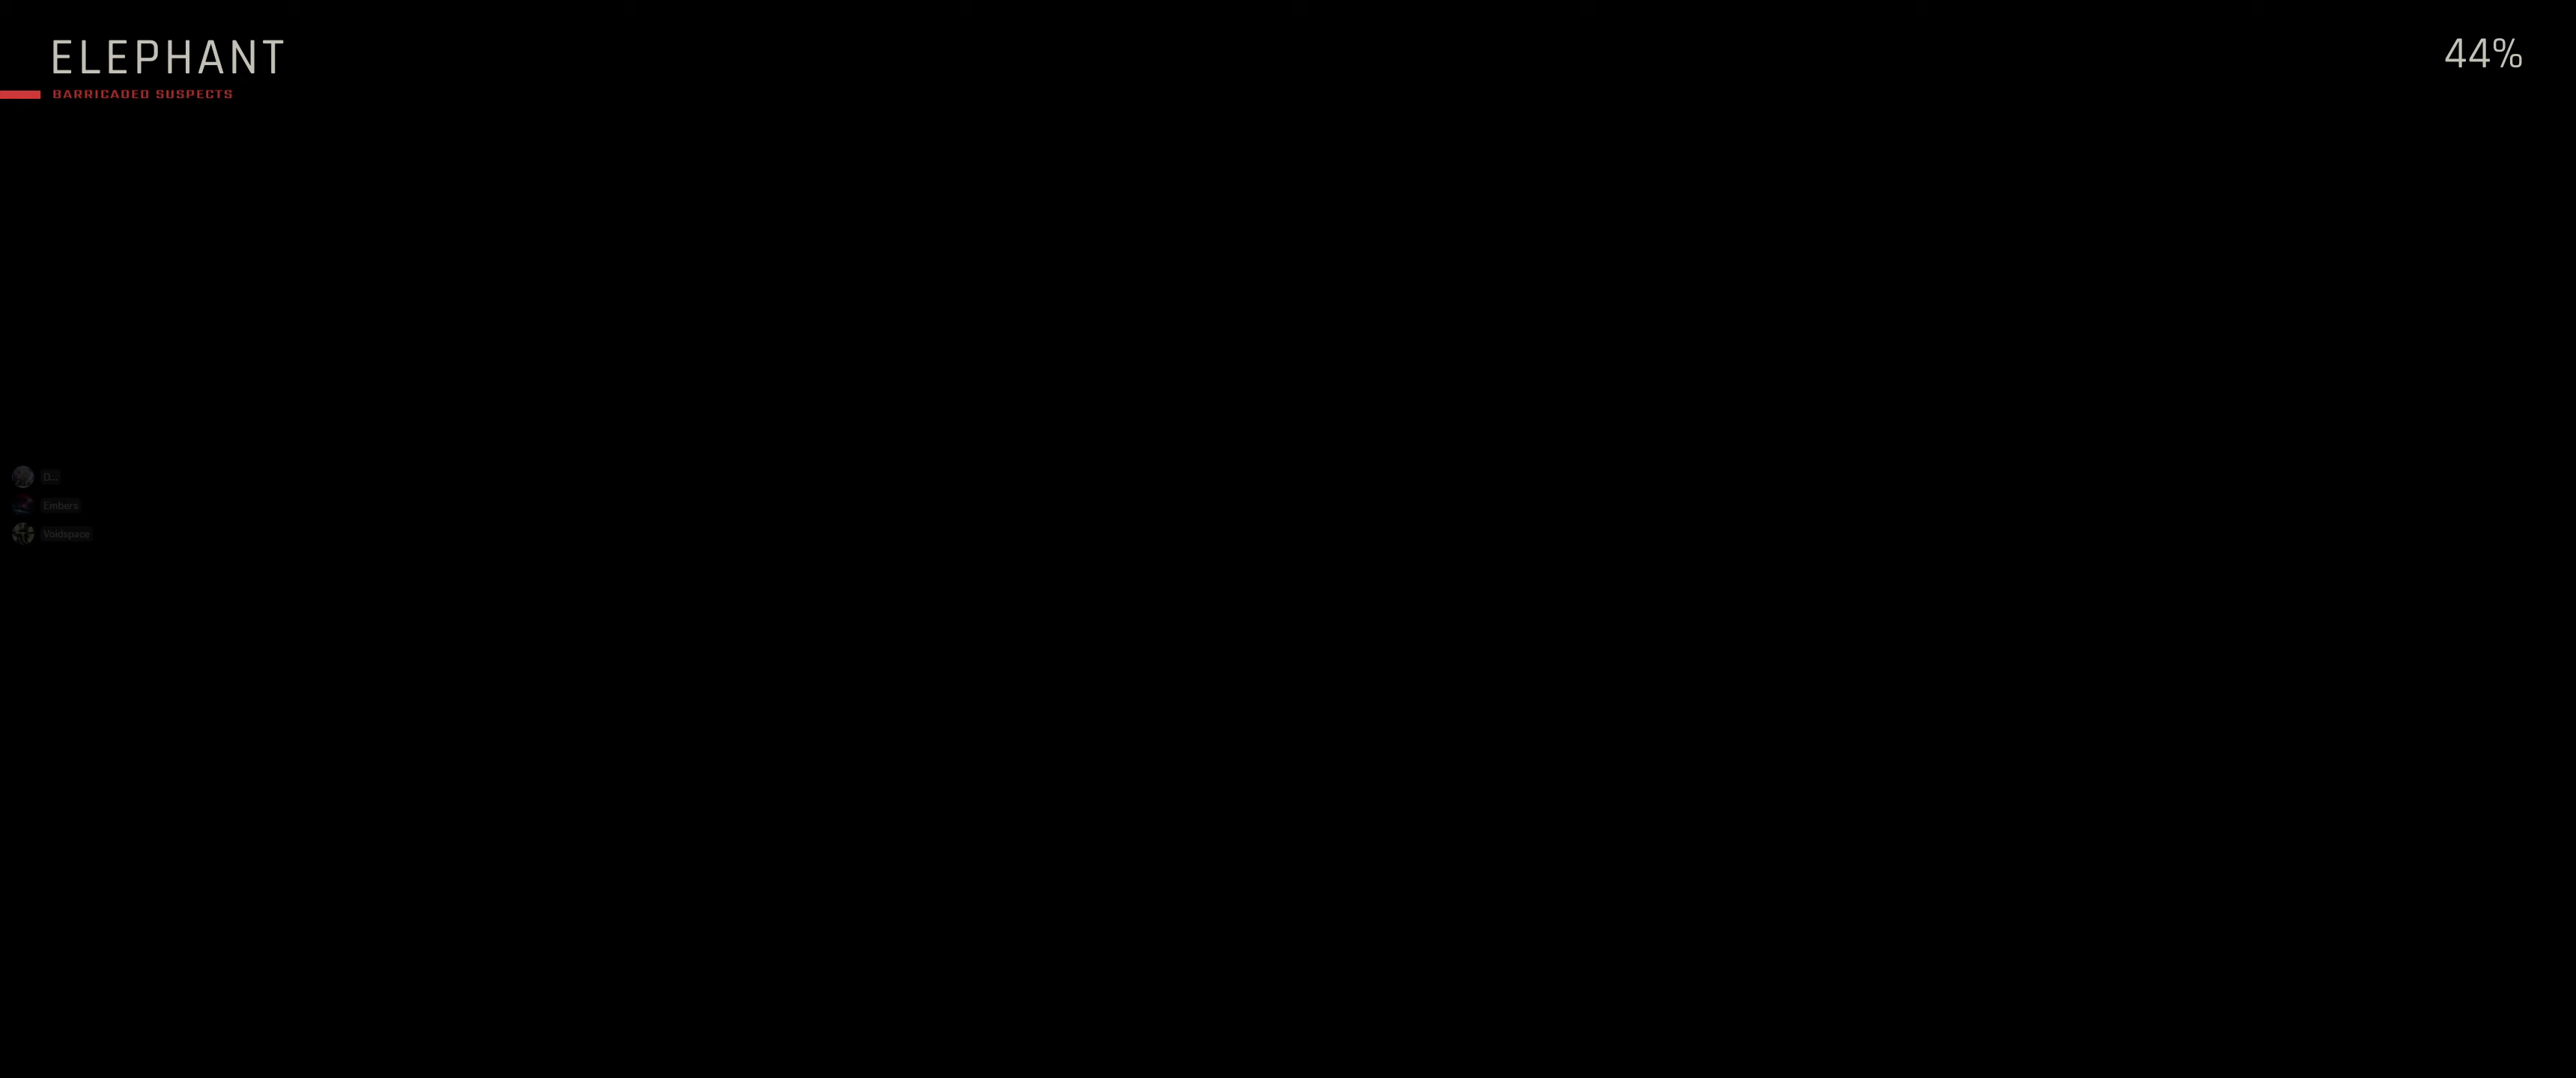 ELEPHANT
44%
BARRICADED SUSPECTS
D...
Embers
Voidspace